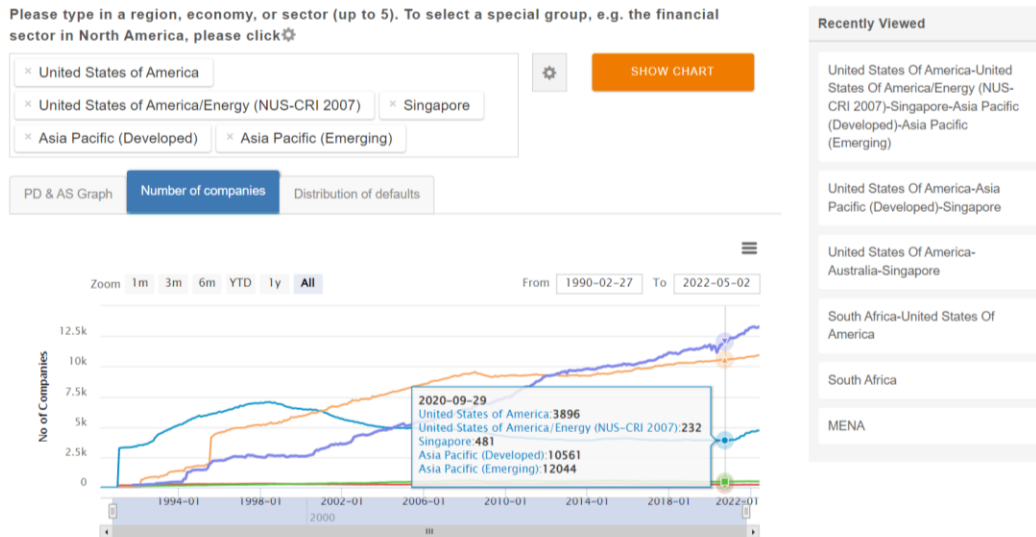 Please type in a region, economy, or sector (up to 5). To select a special group, e.g. the financial
sector in North America, please click
× United States of America
× United States of America/Energy (NUS-CRI 2007) × Singapore
× Asia Pacific (Developed) × Asia Pacific (Emerging)
SHOW CHART
PD & AS Graph Number of companies Distribution of defaults
Zoom 1m 3m 6m YTD 1y All From 1990-02-27 To 2022-05-02
No of Companies
12.5k
10k
7.5k
5k
2.5k
0
2020-09-29
United States of America:3896
United States of America/Energy (NUS-CRI 2007):232
Singapore:481
Asia Pacific (Developed):10561
Asia Pacific (Emerging):12044
1994-01 1998-01 2002-01 2006-01 2010-01 2014-01 2018-01 2022-01
2000
Recently Viewed
United States Of America-United
States Of America/Energy (NUS-
CRI 2007)-Singapore-Asia Pacific
(Developed)-Asia Pacific
(Emerging)
United States Of America-Asia
Pacific (Developed)-Singapore
United States Of America-
Australia-Singapore
South Africa-United States Of
America
South Africa
MENA